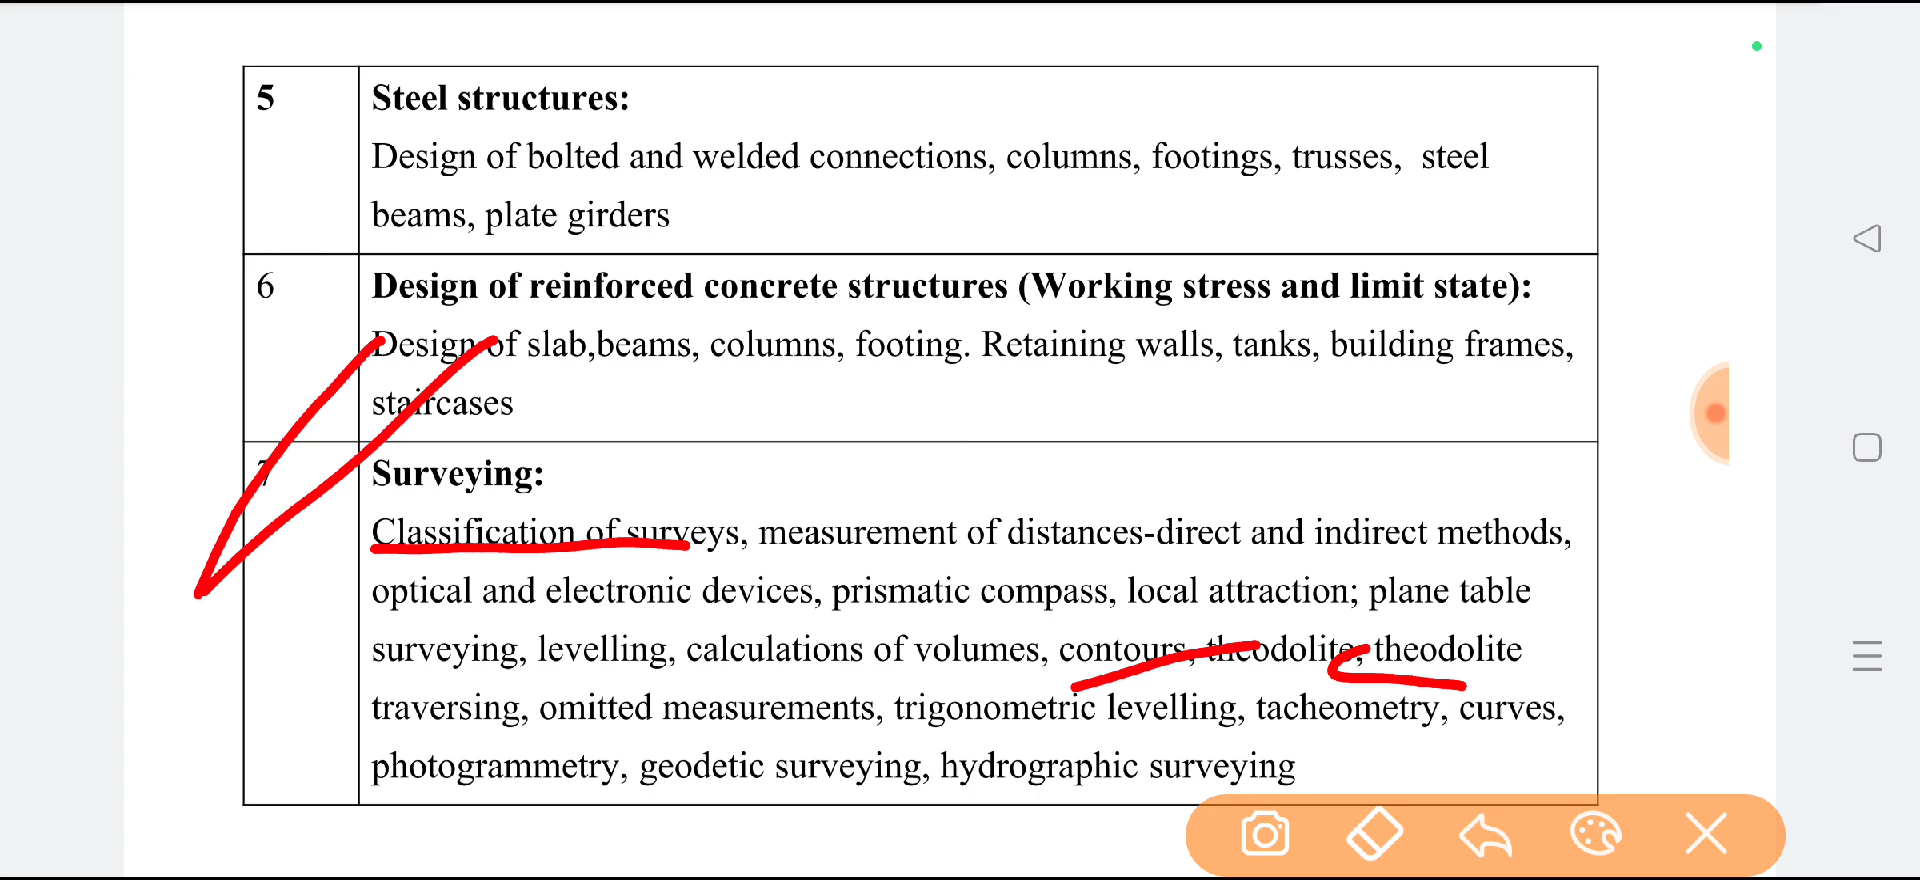 5 Steel structures:
Design of bolted and welded connections, columns, footings, trusses, steel
beams, plate girders
6 Design of reinforced concrete structures (Working stress and limit state):
Design of slab,beams, columns, footing. Retaining walls, tanks, building frames,
staircases
7 Surveying:
Classification of surveys, measurement of distances-direct and indirect methods,
optical and electronic devices, prismatic compass, local attraction; plane table
surveying, levelling, calculations of volumes, contours, theodolite, theodolite
traversing, omitted measurements, trigonometric levelling, tacheometry, curves,
photogrammetry, geodetic surveying, hydrographic surveying